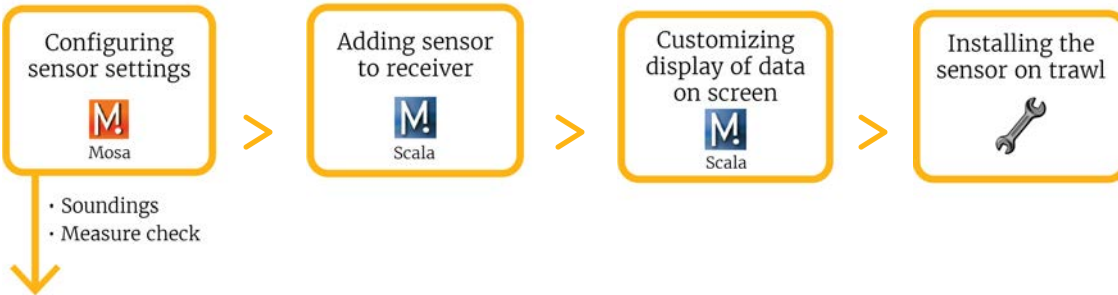 Configuring
sensor settings
M.
Mosa
>
Adding sensor
to receiver
M.
Scala
>
Customizing
display of data
on screen
M.
Scala
>
Installing the
sensor on trawl
· Soundings
· Measure check